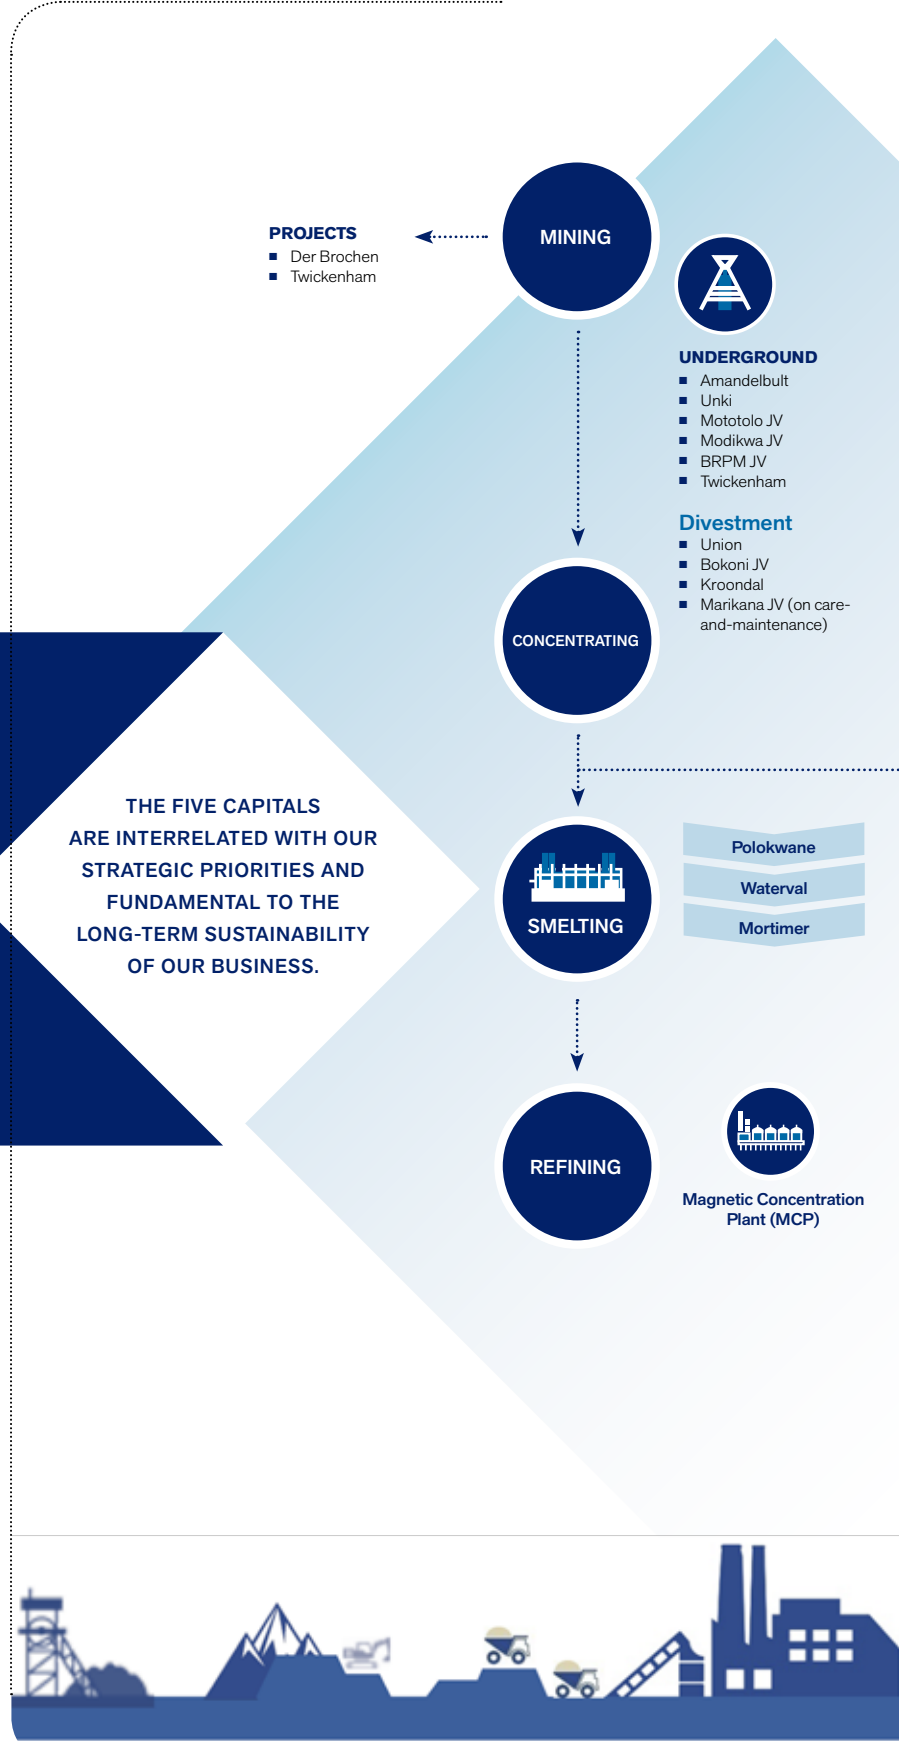 MINING
PROJECTS
Der Brochen
Twickenham
UNDERGROUND
Amandelbult
Unki
Mototolo JV
Modikwa JV
BRPM JV
Twickenham
Divestment
Union
Bokoni JV
Kroondal
Marikana JV (on care-
and-maintenance)
CONCENTRATING
THE FIVE CAPITALS
ARE INTERRELATED WITH OUR
STRATEGIC PRIORITIES AND
FUNDAMENTAL TO THE
LONG-TERM SUSTAINABILITY
OF OUR BUSINESS.
SMELTING
Polokwane
Waterval
Mortimer
REFINING
Magnetic Concentration
Plant (MCP)